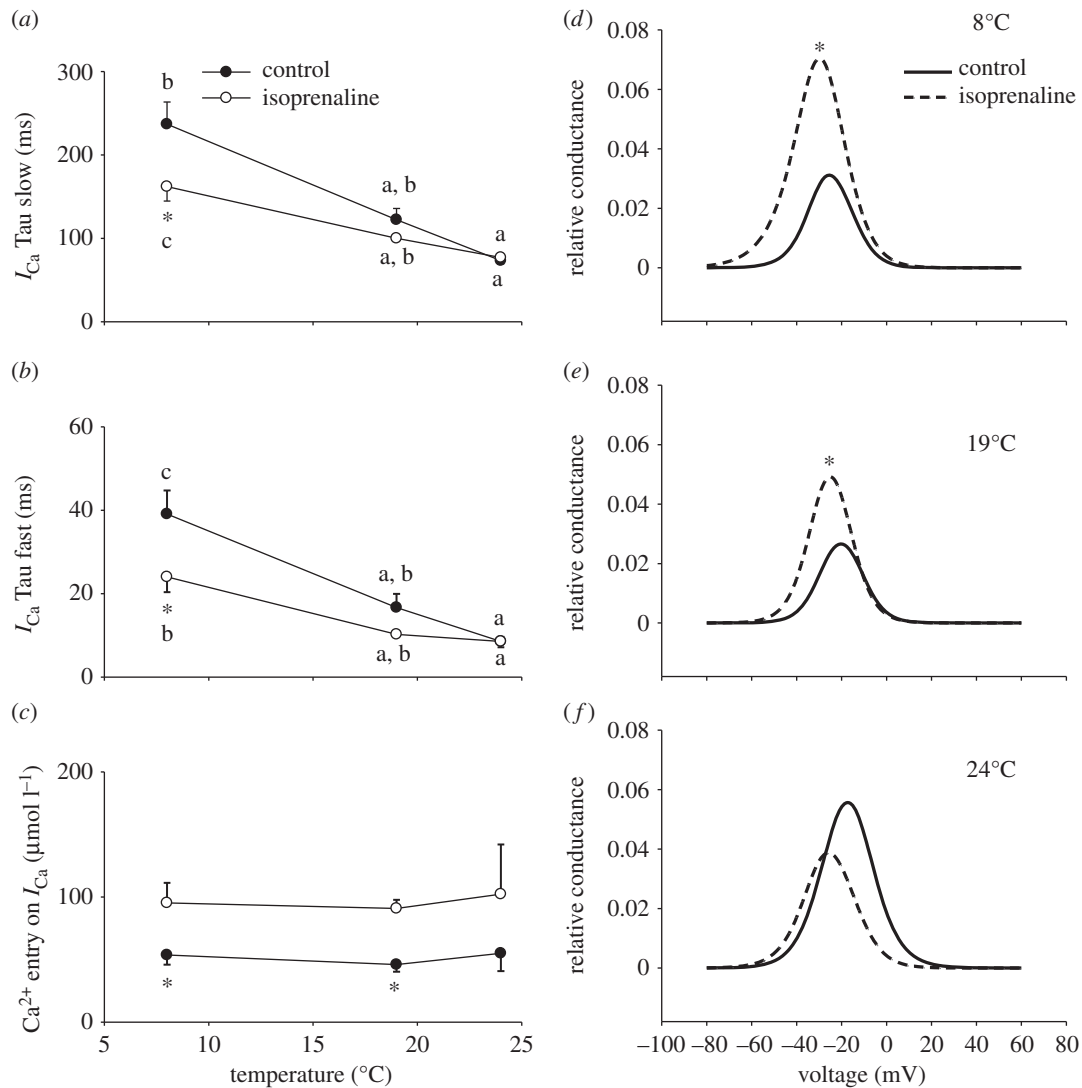 (a)
300
200
100
0
I_Ca Tau slow (ms)
control
isoprenaline
b
*
c
a, b
a, b
a
a
(b)
60
40
20
0
I_Ca Tau fast (ms)
c
*
b
a, b
a, b
a
a
(c)
200
100
0
Ca2+ entry on I_Ca (μmol l−1)
*
*
5 10 15 20 25
temperature (°C)
(d)
8°C
control
isoprenaline
*
0.08
0.06
0.04
0.02
0
relative conductance
(e)
19°C
*
0.08
0.06
0.04
0.02
0
relative conductance
(f)
24°C
0.08
0.06
0.04
0.02
0
relative conductance
−100 −80 −60 −40 −20 0 20 40 60 80
voltage (mV)